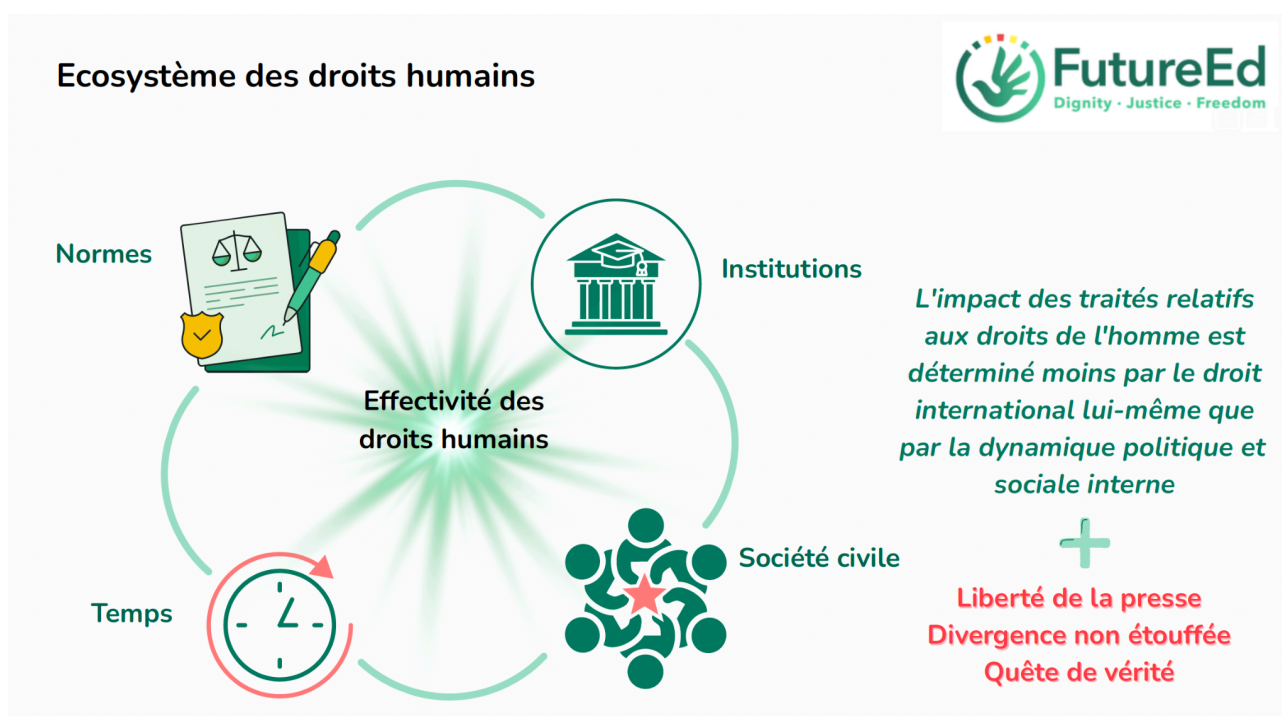 Ecosystème des droits humains
FutureEd
Dignity · Justice · Freedom
Normes
Institutions
Effectivité des
droits humains
Temps
Société civile
L'impact des traités relatifs
aux droits de l'homme est
déterminé moins par le droit
international lui-même que
par la dynamique politique et
sociale interne
+
Liberté de la presse
Divergence non étouffée
Quête de vérité